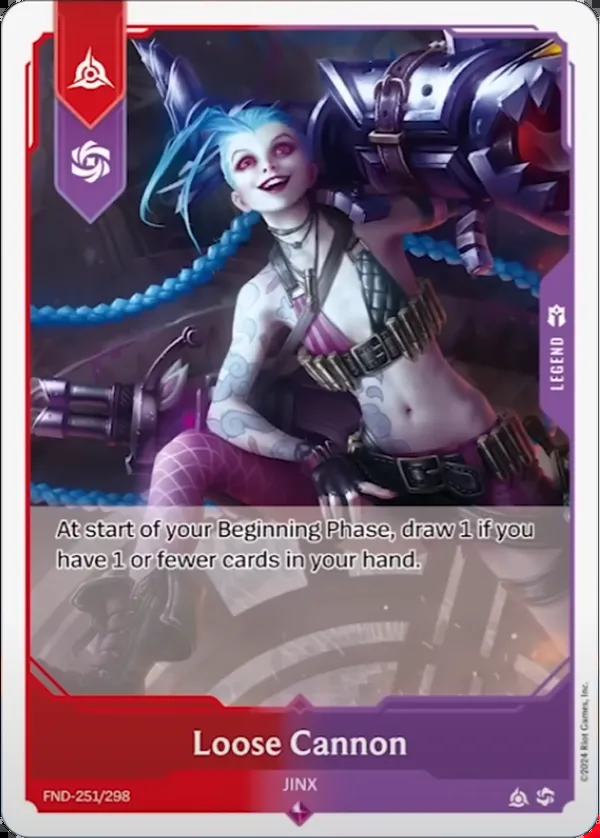 LEGEND
At start of your Beginning Phase, draw 1 if you
have 1 or fewer cards in your hand.
Loose Cannon
JINX
FND-251/298
©2024 Riot Games, Inc.